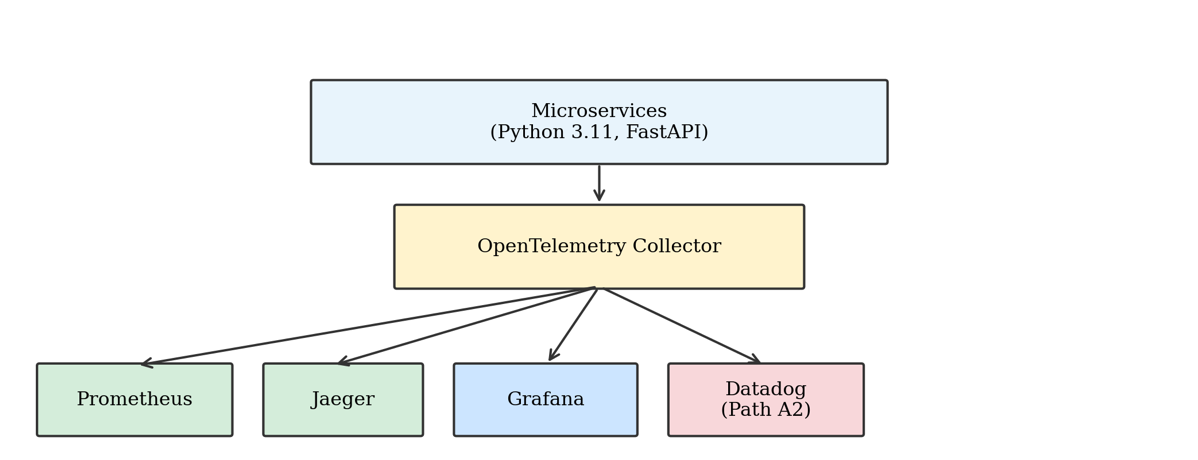 Microservices
(Python 3.11, FastAPI)
OpenTelemetry Collector
Prometheus
Jaeger
Grafana
Datadog
(Path A2)